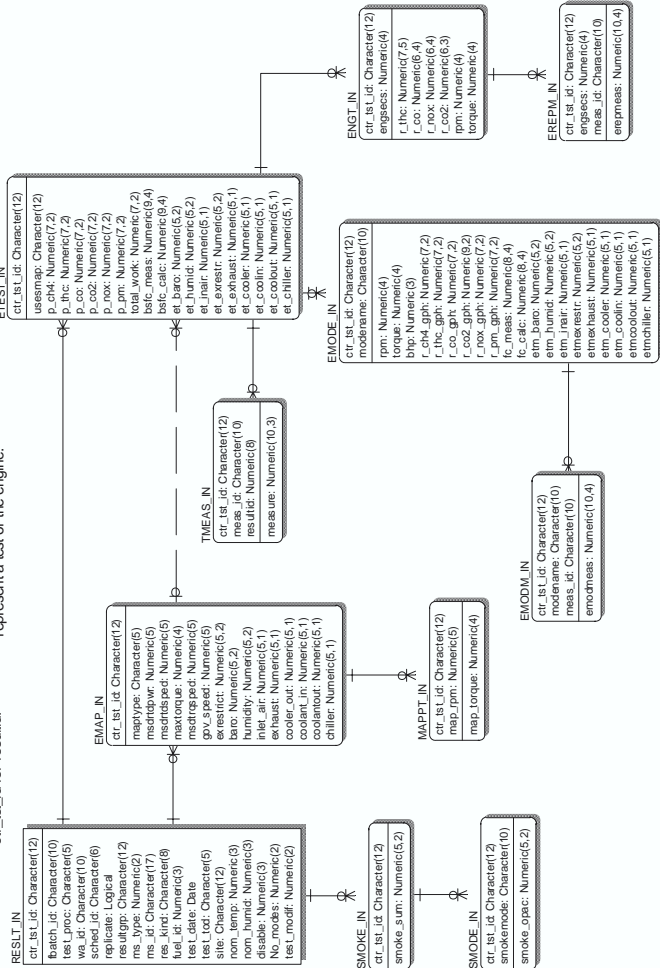 represent a test of the engine.
RESLT_IN
ctr_tst_id: Character(12)
fbatch_id: Character(10)
test_proc: Character(5)
wa_id: Character(10)
sched_id: Character(6)
replicate: Logical
resultgrp: Character(12)
ms_type: Numeric(2)
ms_id: Character(17)
res_kind: Character(8)
fuel_id: Numeric(3)
test_date: Date
test_tod: Character(5)
site: Character(12)
nom_temp: Numeric(3)
nom_humid: Numeric(3)
disable: Numeric(3)
No_modes: Numeric(2)
test_modif: Numeric(2)
SMOKE_IN
ctr_tst_id: Character(12)
smoke_sum: Numeric(5,2)
SMODE_IN
ctr_tst_id: Character(12)
smokemode: Character(10)
smoke_opac: Numeric(5,2)
EMAP_IN
ctr_tst_id: Character(12)
maptype: Character(5)
msdrtdpwr: Numeric(5)
msdrtdsped: Numeric(5)
maxtorque: Numeric(4)
msdtrqsped: Numeric(5)
gov_speed: Numeric(5)
exrestrict: Numeric(5,2)
baro: Numeric(5,2)
humidity: Numeric(5,2)
inlet_air: Numeric(5,1)
exhaust: Numeric(5,1)
cooler_out: Numeric(5,1)
coolant_in: Numeric(5,1)
coolantout: Numeric(5,1)
chiller: Numeric(5,1)
MAPPT_IN
ctr_tst_id: Character(12)
map_rpm: Numeric(5)
map_torque: Numeric(4)
TMEAS_IN
ctr_tst_id: Character(12)
meas_id: Character(10)
resultid: Numeric(8)
measure: Numeric(10,3)
ETEST_IN
ctr_tst_id: Character(12)
usesmap: Character(12)
p_ch4: Numeric(7,2)
p_thc: Numeric(7,2)
p_co: Numeric(7,2)
p_co2: Numeric(7,2)
p_nox: Numeric(7,2)
p_pm: Numeric(7,2)
total_work: Numeric(7,2)
bsfc_meas: Numeric(9,4)
bsfc_calc: Numeric(9,4)
et_baro: Numeric(5,2)
et_humid: Numeric(5,2)
et_inair: Numeric(5,1)
et_exrestr: Numeric(5,2)
et_exhaust: Numeric(5,1)
et_cooler: Numeric(5,1)
et_coolin: Numeric(5,1)
et_coolout: Numeric(5,1)
et_chiller: Numeric(5,1)
EMODE_IN
ctr_tst_id: Character(12)
modename: Character(10)
rpm: Numeric(4)
torque: Numeric(4)
bhp: Numeric(3)
r_ch4_gph: Numeric(7,2)
r_thc_gph: Numeric(7,2)
r_co_gph: Numeric(7,2)
r_co2_gph: Numeric(9,2)
r_nox_gph: Numeric(7,2)
r_pm_gph: Numeric(7,2)
fc_meas: Numeric(8,4)
fc_calc: Numeric(8,4)
etm_baro: Numeric(5,2)
etm_humid: Numeric(5,2)
etm_inair: Numeric(5,1)
etmexrestr: Numeric(5,2)
etmexhaust: Numeric(5,1)
etm_cooler: Numeric(5,1)
etm_coolin: Numeric(5,1)
etmcoolout: Numeric(5,1)
etmchiller: Numeric(5,1)
EMODM_IN
ctr_tst_id: Character(12)
modename: Character(10)
meas_id: Character(10)
emodmeas: Numeric(10,4)
ENGT_IN
ctr_tst_id: Character(12)
engsecs: Numeric(4)
r_thc: Numeric(7,5)
r_co: Numeric(6,4)
r_nox: Numeric(6,4)
r_co2: Numeric(6,3)
rpm: Numeric(4)
torque: Numeric(4)
EREPM_IN
ctr_tst_id: Character(12)
engsecs: Numeric(4)
meas_id: Character(10)
erepmeas: Numeric(10,4)